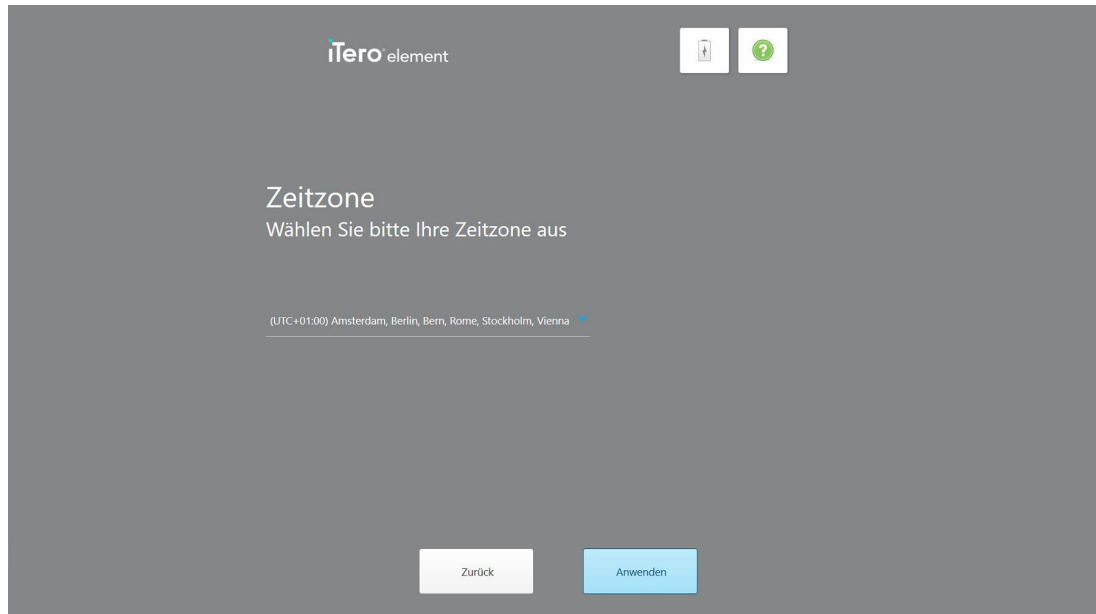 iTero element
Zeitzone
Wählen Sie bitte Ihre Zeitzone aus
(UTC+01:00) Amsterdam, Berlin, Bern, Rome, Stockholm, Vienna
Zurück
Anwenden